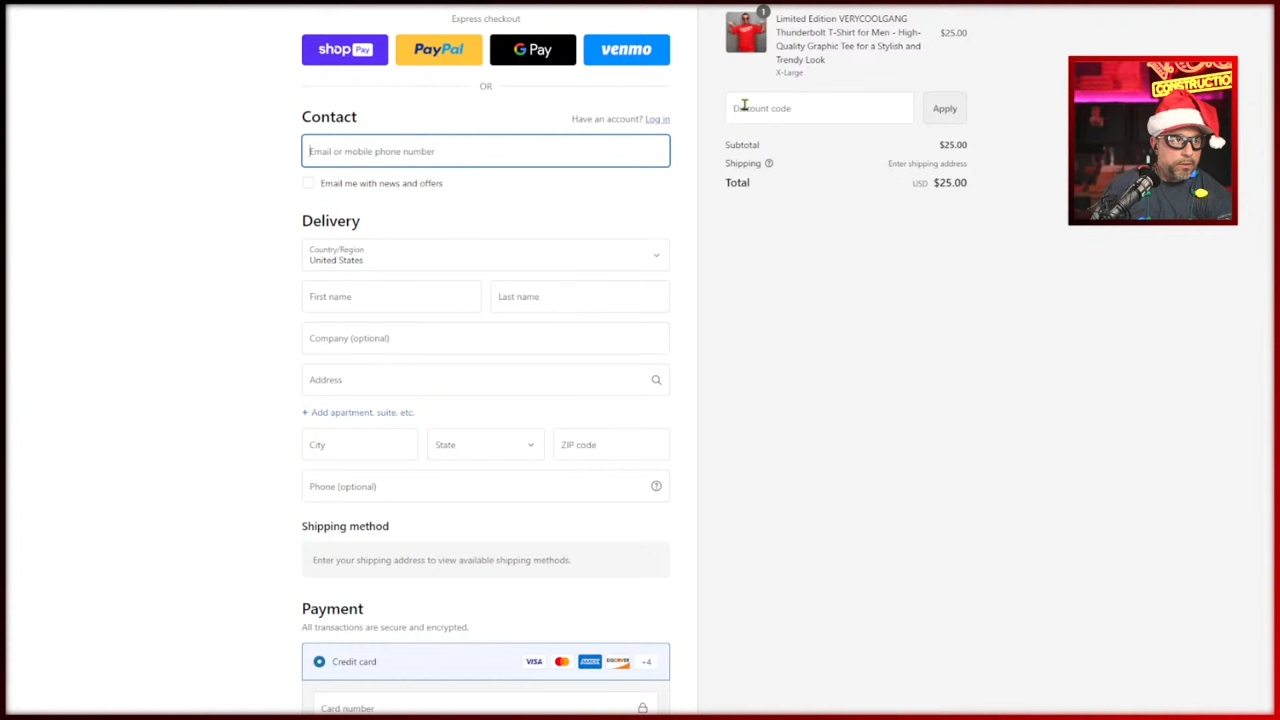 Express checkout
shop Pay
PayPal
G Pay
venmo
OR
Contact
Have an account? Log in
Email or mobile phone number
Email me with news and offers
Delivery
Country/Region
United States
First name
Last name
Company (optional)
Address
+ Add apartment, suite, etc.
City
State
ZIP code
Phone (optional)
Shipping method
Enter your shipping address to view available shipping methods.
Payment
All transactions are secure and encrypted.
Credit card
VISA
AMEX
DISCOVER
+4
Card number
1
Limited Edition VERYCOOLGANG
Thunderbolt T-Shirt for Men - High-
Quality Graphic Tee for a Stylish and
Trendy Look
X-Large
$25.00
Discount code
Apply
Subtotal
$25.00
Shipping
Enter shipping address
Total
USD $25.00
CONSTRUCTION